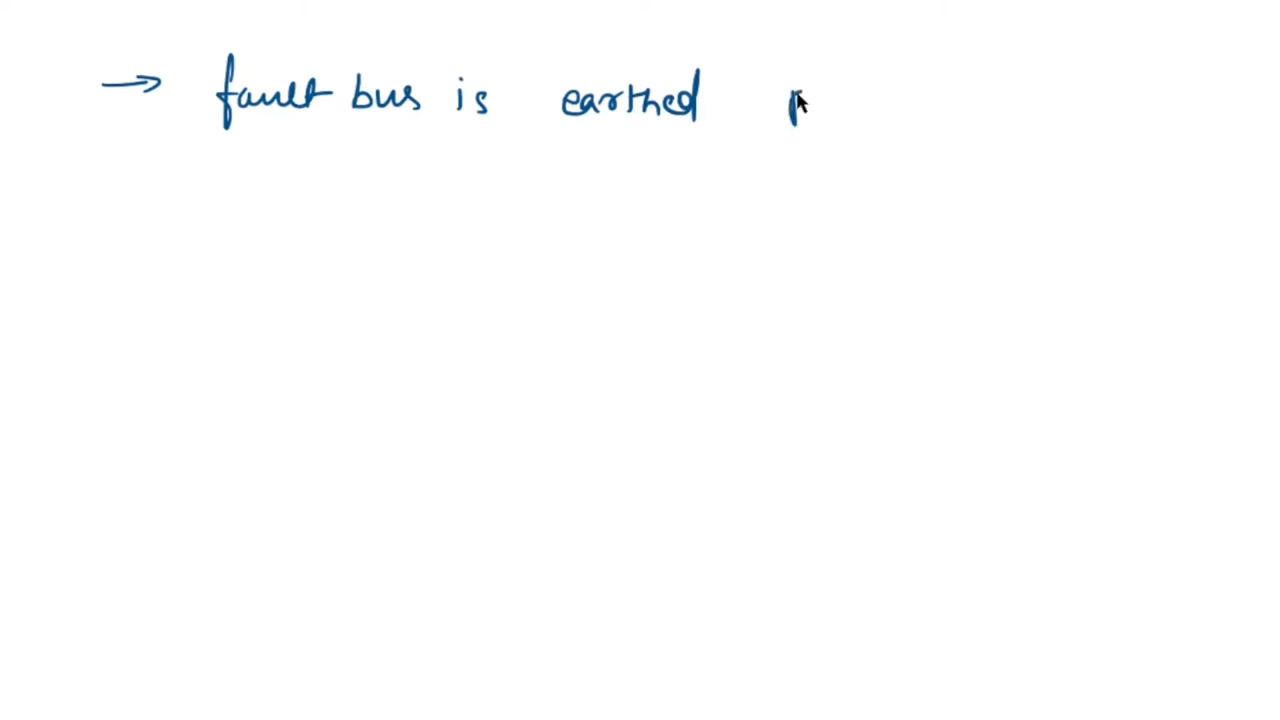 → fault bus is earthed